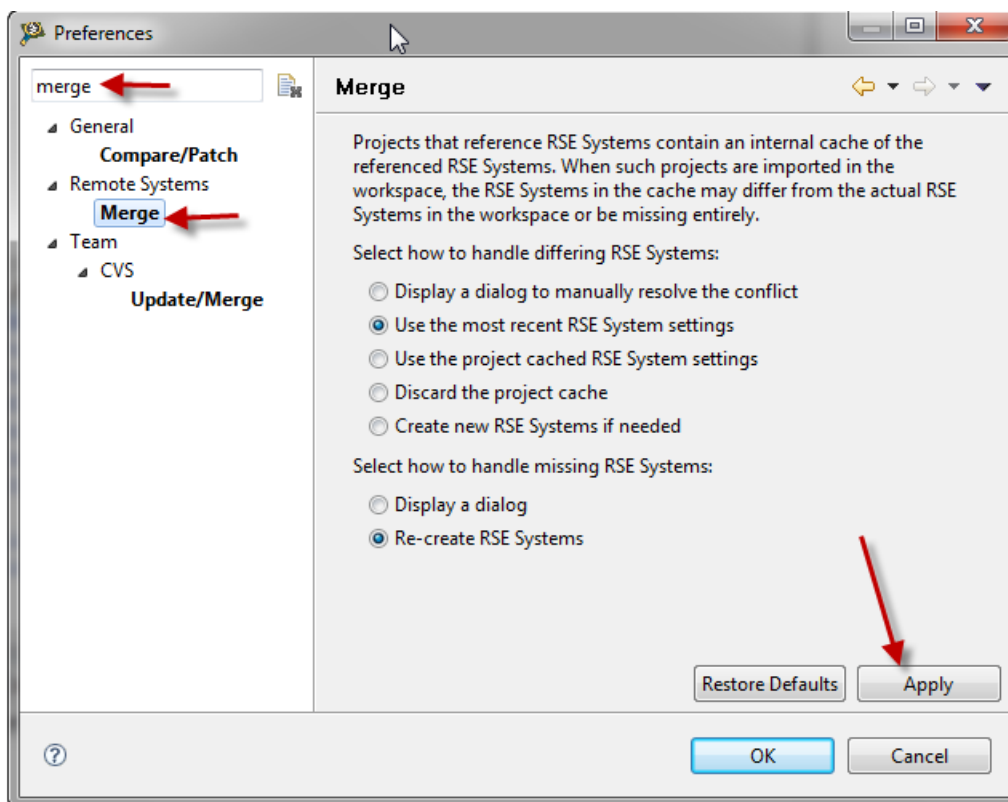 Preferences
merge
General
Compare/Patch
Remote Systems
Merge
Team
CVS
Update/Merge
Merge
Projects that reference RSE Systems contain an internal cache of the
referenced RSE Systems. When such projects are imported in the
workspace, the RSE Systems in the cache may differ from the actual RSE
Systems in the workspace or be missing entirely.
Select how to handle differing RSE Systems:
Display a dialog to manually resolve the conflict
Use the most recent RSE System settings
Use the project cached RSE System settings
Discard the project cache
Create new RSE Systems if needed
Select how to handle missing RSE Systems:
Display a dialog
Re-create RSE Systems
Restore Defaults
Apply
?
OK
Cancel